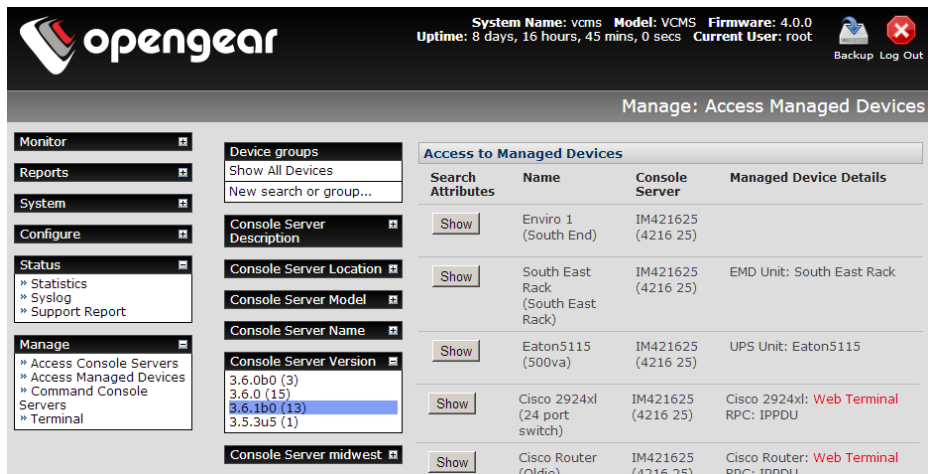 opengear
System Name: vcms Model: VCMS Firmware: 4.0.0
Uptime: 8 days, 16 hours, 45 mins, 0 secs Current User: root
Backup Log Out
Manage: Access Managed Devices
Monitor
Reports
System
Configure
Status
» Statistics
» Syslog
» Support Report
Manage
» Access Console Servers
» Access Managed Devices
» Command Console
Servers
» Terminal
Device groups
Show All Devices
New search or group...
Console Server
Description
Console Server Location
Console Server Model
Console Server Name
Console Server Version
3.6.0b0 (3)
3.6.0 (15)
3.6.1b0 (13)
3.5.3u5 (1)
Console Server midwest
Access to Managed Devices
Search
Attributes
Name
Console
Server
Managed Device Details
Show
Enviro 1
(South End)
IM421625
(4216 25)
Show
South East
Rack
(South East
Rack)
IM421625
(4216 25)
EMD Unit: South East Rack
Show
Eaton5115
(500va)
IM421625
(4216 25)
UPS Unit: Eaton5115
Show
Cisco 2924xl
(24 port
switch)
IM421625
(4216 25)
Cisco 2924xl: Web Terminal
RPC: IPPDU
Show
Cisco Router
(Oldie)
IM421625
(4216 25)
Cisco Router: Web Terminal
RPC: IPPDU